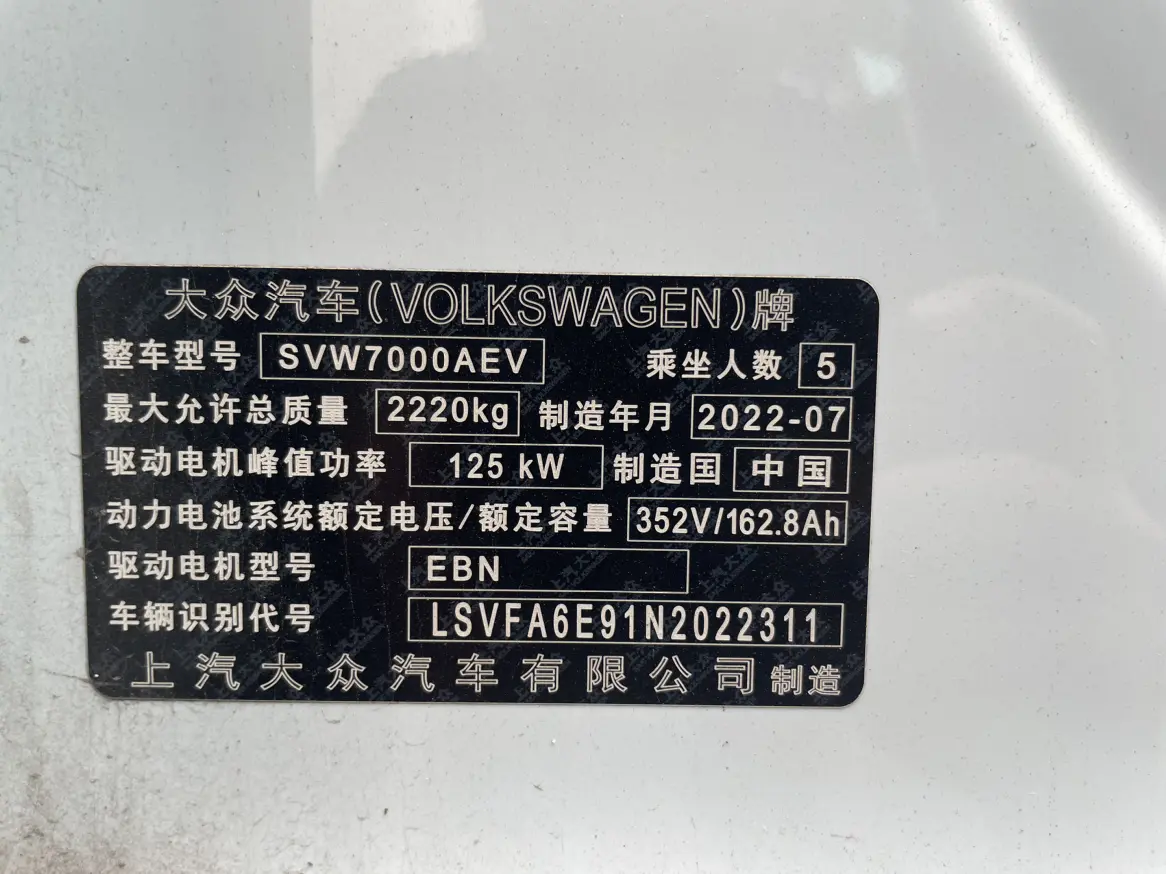 大众汽车(VOLKSWAGEN)牌
整车型号 SVW7000AEV 乘坐人数 5
最大允许总质量 2220kg 制造年月 2022-07
驱动电机峰值功率 125 kW 制造国 中国
动力电池系统额定电压/额定容量 352V/162.8Ah
驱动电机型号 EBN
车辆识别代号 LSVFA6E91N2022311
上汽大众汽车有限公司制造